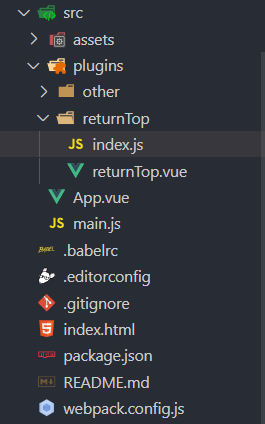 src
assets
plugins
other
returnTop
JS index.js
returnTop.vue
App.vue
JS main.js
BABEL .babelrc
.editorconfig
.gitignore
index.html
npm package.json
README.md
webpack.config.js